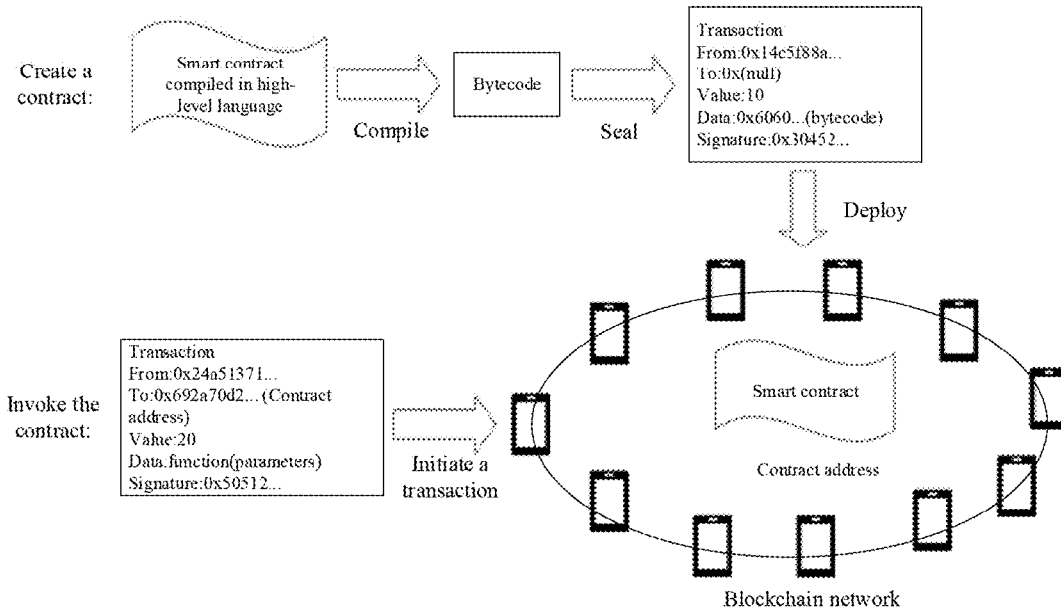 Create a
contract:
Smart contract
compiled in high-
level language
Compile
Bytecode
Seal
Transaction
From:0x14c5f88a...
To:0x(null)
Value:10
Data:0x6060...(bytecode)
Signature:0x30452...
Deploy
Invoke the
contract:
Transaction
From:0x24a51371...
To:0x692a70d2... (Contract
address)
Value:20
Data:function(parameters)
Signature:0x50512...
Initiate a
transaction
Smart contract
Contract address
Blockchain network